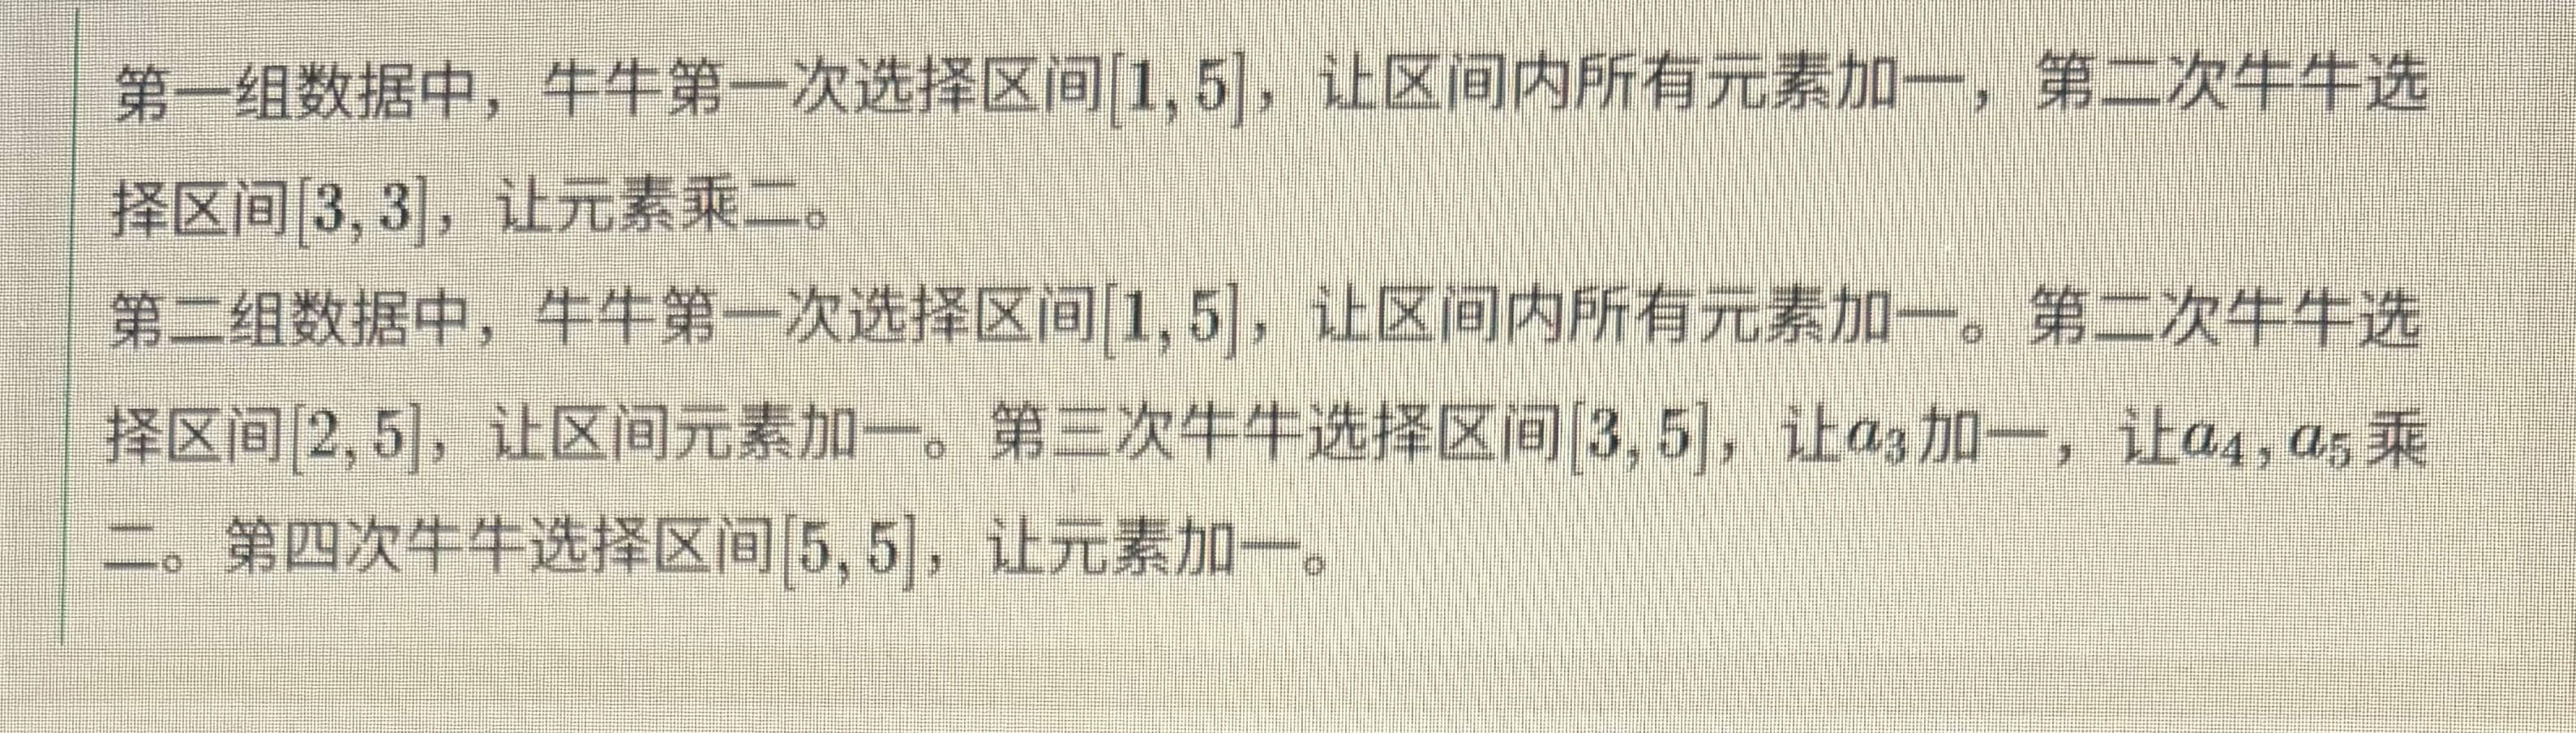 第一组数据中，牛牛第一次选择区间[1, 5]，让区间内所有元素加一，第二次牛牛选
择区间[3, 3]，让元素乘二。
第二组数据中，牛牛第一次选择区间[1, 5]，让区间内所有元素加一。第二次牛牛选
择区间[2, 5]，让区间元素加一。第三次牛牛选择区间[3, 5]，让a₃加一，让a₄, a₅乘
二。第四次牛牛选择区间[5, 5]，让元素加一。